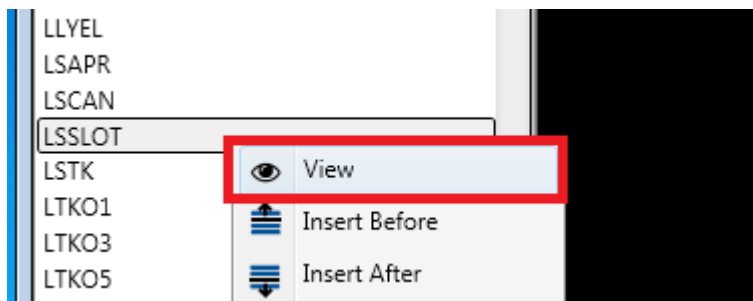 LLYEL
LSAPR
LSCAN
LSSLOT
LSTK
View
LTKO1
Insert Before
LTKO3
LTKO5
Insert After